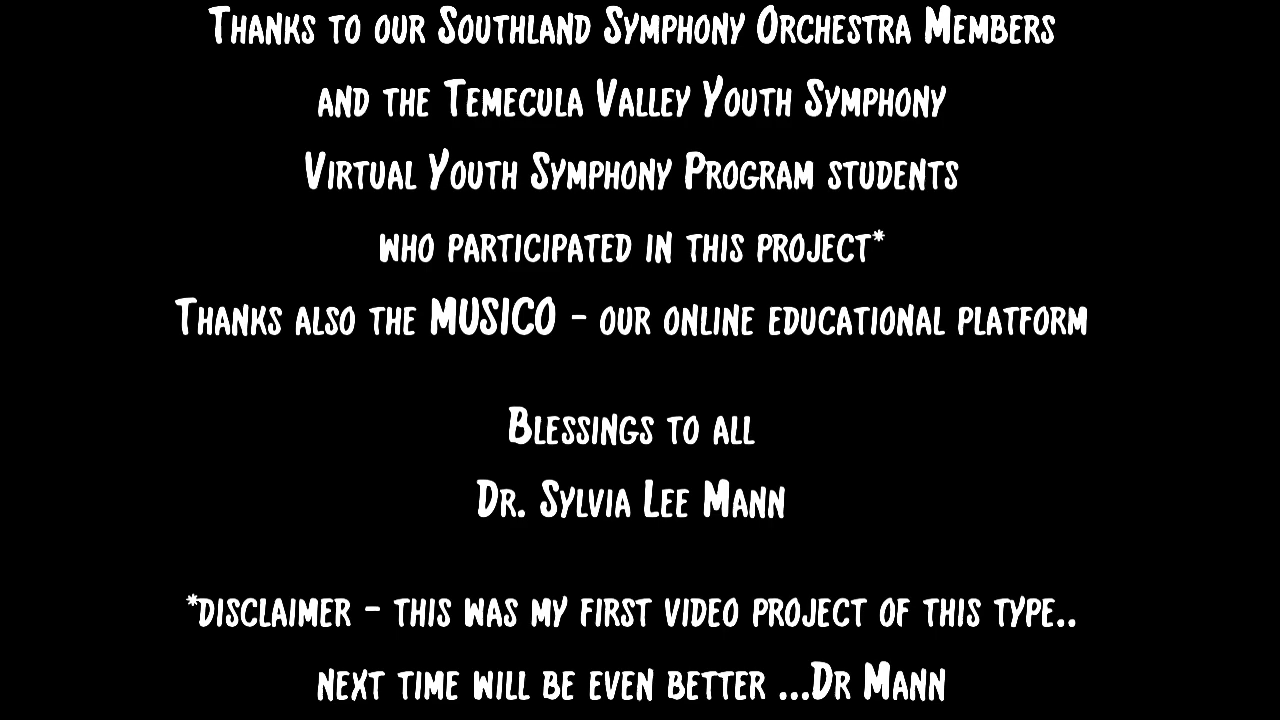 Thanks to our Southland Symphony Orchestra Members
and the Temecula Valley Youth Symphony
Virtual Youth Symphony Program students
who participated in this project*
Thanks also the MUSICO - our online educational platform
Blessings to all
Dr. Sylvia Lee Mann
*disclaimer - this was my first video project of this type..
next time will be even better ...Dr Mann